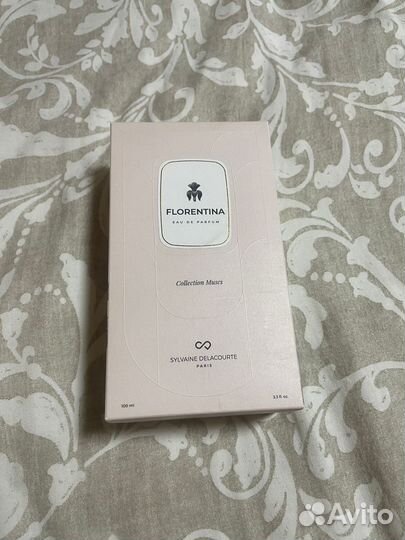 FLORENTINA
EAU DE PARFUM
Collection Muses
SYLVAINE DELACOURTE
PARIS
100 ml
3.3 fl. oz.
Avito